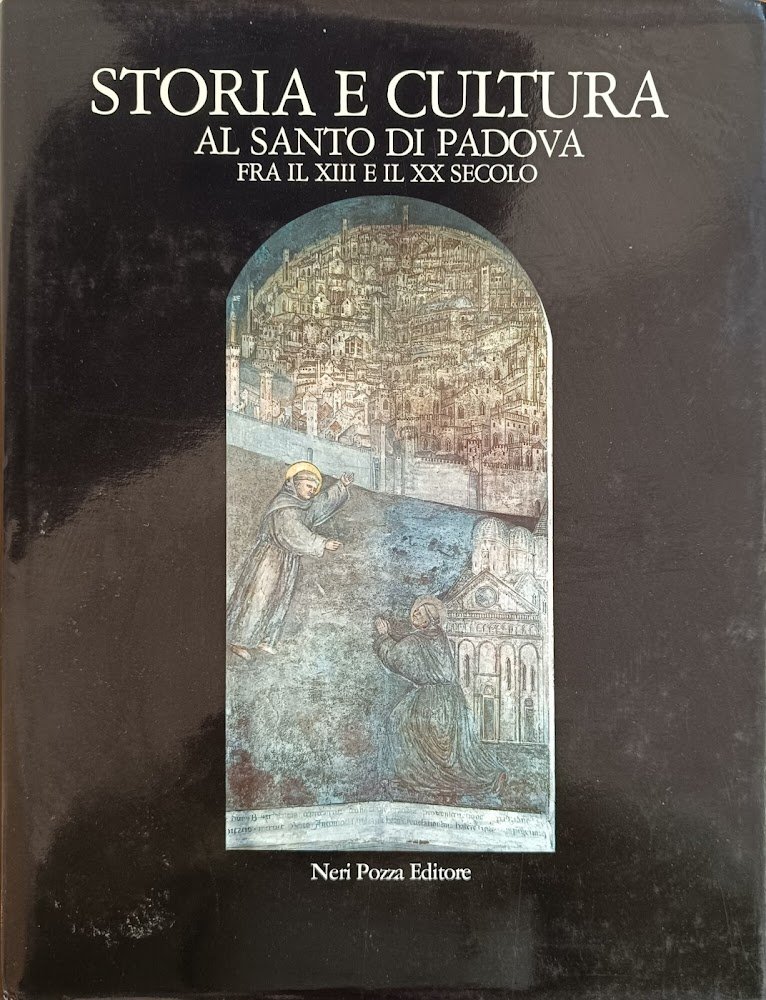 STORIA E CULTURA
AL SANTO DI PADOVA
FRA IL XIII E IL XX SECOLO
Neri Pozza Editore